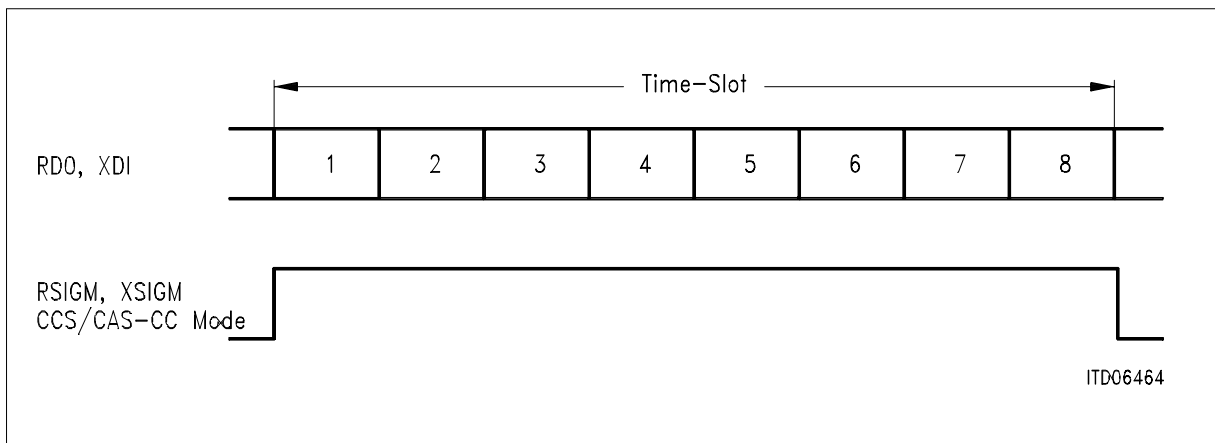 Time-Slot
RDO, XDI
1 2 3 4 5 6 7 8
RSIGM, XSIGM
CCS/CAS-CC Mode
ITD06464